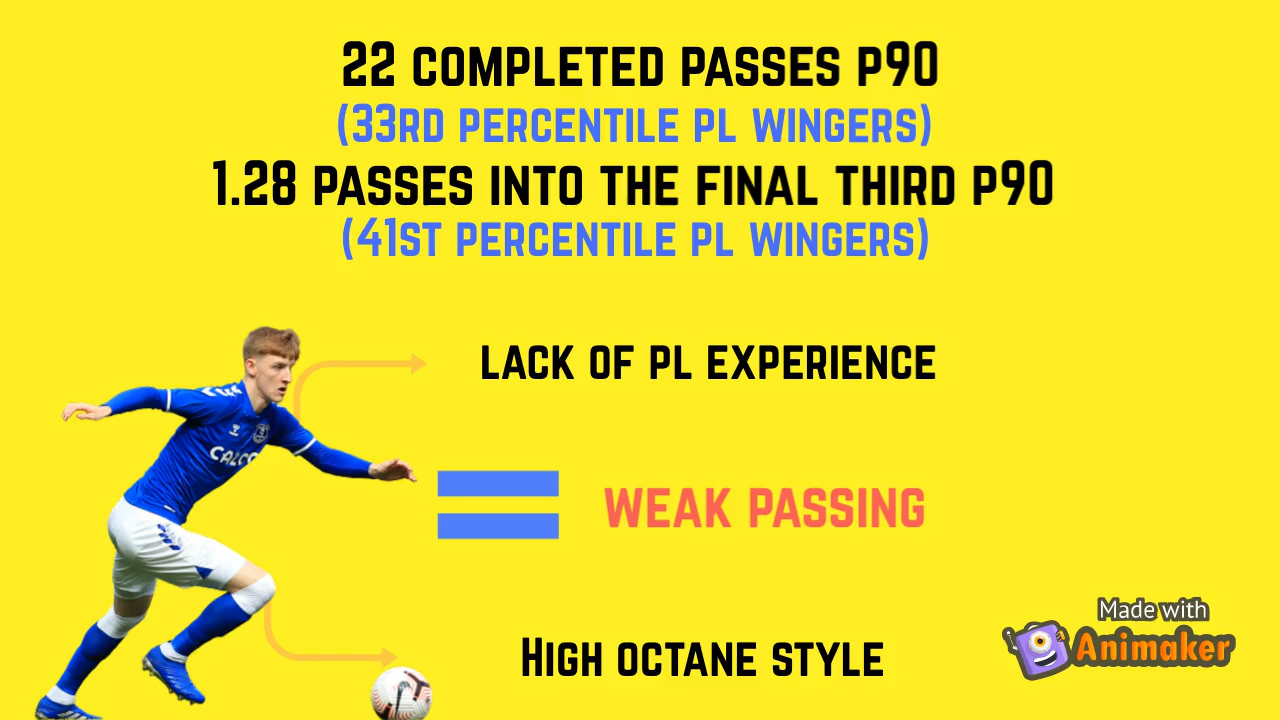 22 COMPLETED PASSES P90
(33RD PERCENTILE PL WINGERS)
1.28 PASSES INTO THE FINAL THIRD P90
(41ST PERCENTILE PL WINGERS)
LACK OF PL EXPERIENCE
CALCO
WEAK PASSING
HIGH OCTANE STYLE
Made with
Animaker